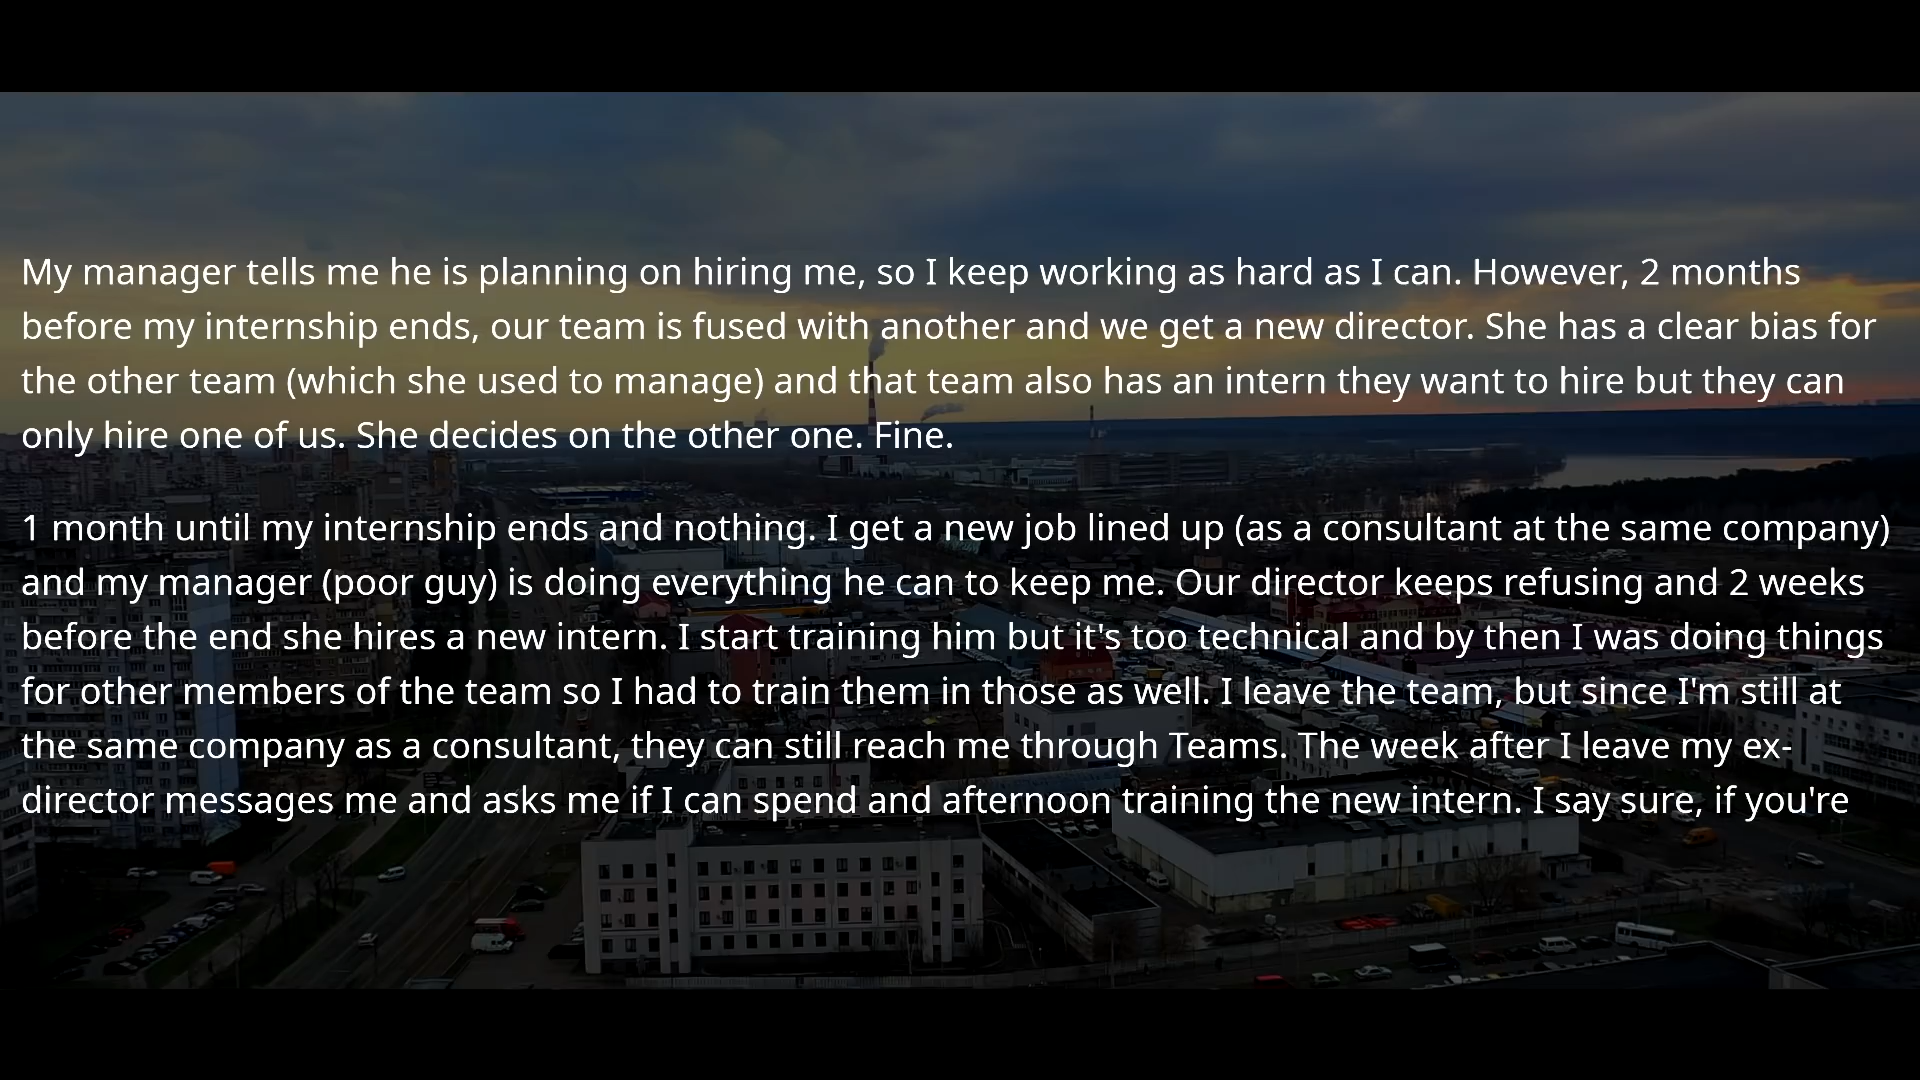 My manager tells me he is planning on hiring me, so I keep working as hard as I can. However, 2 months
before my internship ends, our team is fused with another and we get a new director. She has a clear bias for
the other team (which she used to manage) and that team also has an intern they want to hire but they can
only hire one of us. She decides on the other one. Fine.
1 month until my internship ends and nothing. I get a new job lined up (as a consultant at the same company)
and my manager (poor guy) is doing everything he can to keep me. Our director keeps refusing and 2 weeks
before the end she hires a new intern. I start training him but it's too technical and by then I was doing things
for other members of the team so I had to train them in those as well. I leave the team, but since I'm still at
the same company as a consultant, they can still reach me through Teams. The week after I leave my ex-
director messages me and asks me if I can spend and afternoon training the new intern. I say sure, if you're